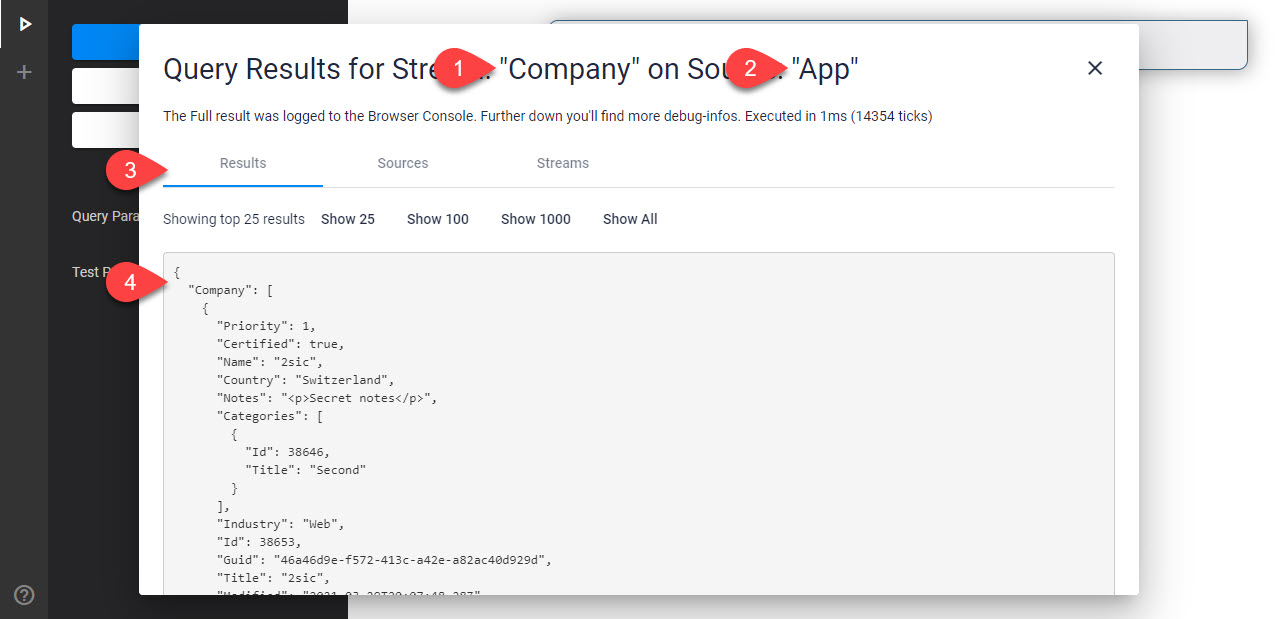 Query Results for Stre 1 "Company" on Sou 2 "App"
The Full result was logged to the Browser Console. Further down you'll find more debug-infos. Executed in 1ms (14354 ticks)
3
Results Sources Streams
Query Para
Showing top 25 results Show 25 Show 100 Show 1000 Show All
Test P
4
{
"Company": [
{
"Priority": 1,
"Certified": true,
"Name": "2sic",
"Country": "Switzerland",
"Notes": "<p>Secret notes</p>",
"Categories": [
{
"Id": 38646,
"Title": "Second"
}
],
"Industry": "Web",
"Id": 38653,
"Guid": "46a46d9e-f572-413c-a42e-a82ac40d929d",
"Title": "2sic",